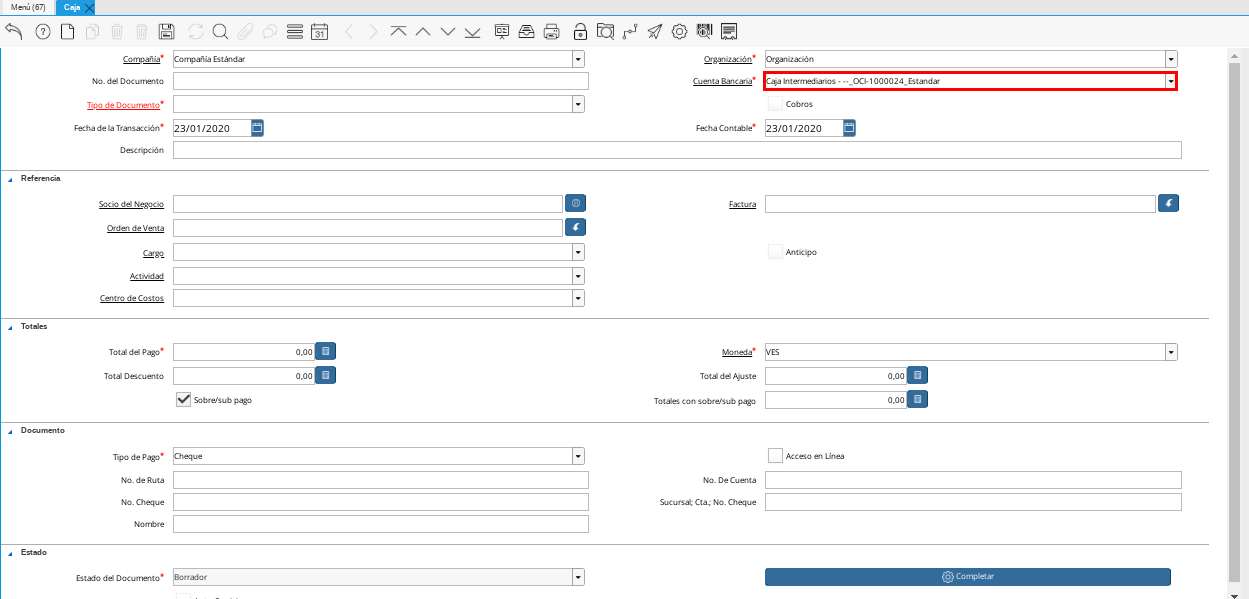 Menú (67) Caja
31
Compañía* Compañía Estándar Organización* Organización
No. del Documento Cuenta Bancaria* Caja Intermediarios - --_OCI-1000024_Estandar
Tipo de Documento* Cobros
Fecha de la Transacción* 23/01/2020 Fecha Contable* 23/01/2020
Descripción
Referencia
Socio del Negocio Factura
Orden de Venta
Cargo Anticipo
Actividad
Centro de Costos
Totales
Total del Pago* 0,00 Moneda* VES
Total Descuento 0,00 Total del Ajuste 0,00
Sobre/sub pago Totales con sobre/sub pago 0,00
Documento
Tipo de Pago* Cheque Acceso en Línea
No. de Ruta No. De Cuenta
No. Cheque Sucursal; Cta.; No. Cheque
Nombre
Estado
Estado del Documento* Borrador Completar